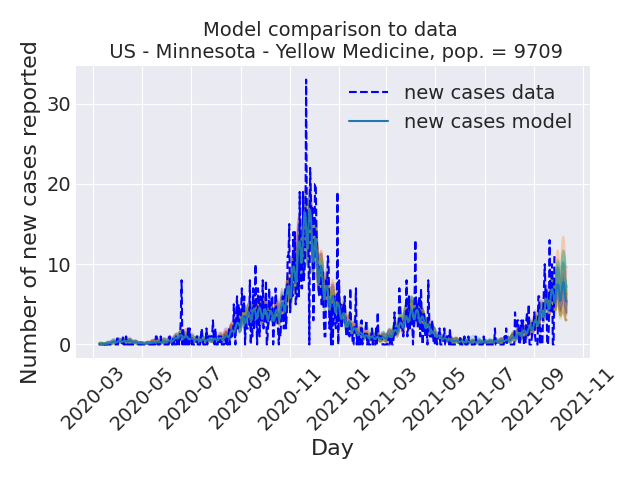 Model comparison to data
US - Minnesota - Yellow Medicine, pop. = 9709
Number of new cases reported
30
20
10
0
new cases data
new cases model
2020-03
2020-05
2020-07
2020-09
2020-11
2021-01
2021-03
2021-05
2021-07
2021-09
2021-11
Day